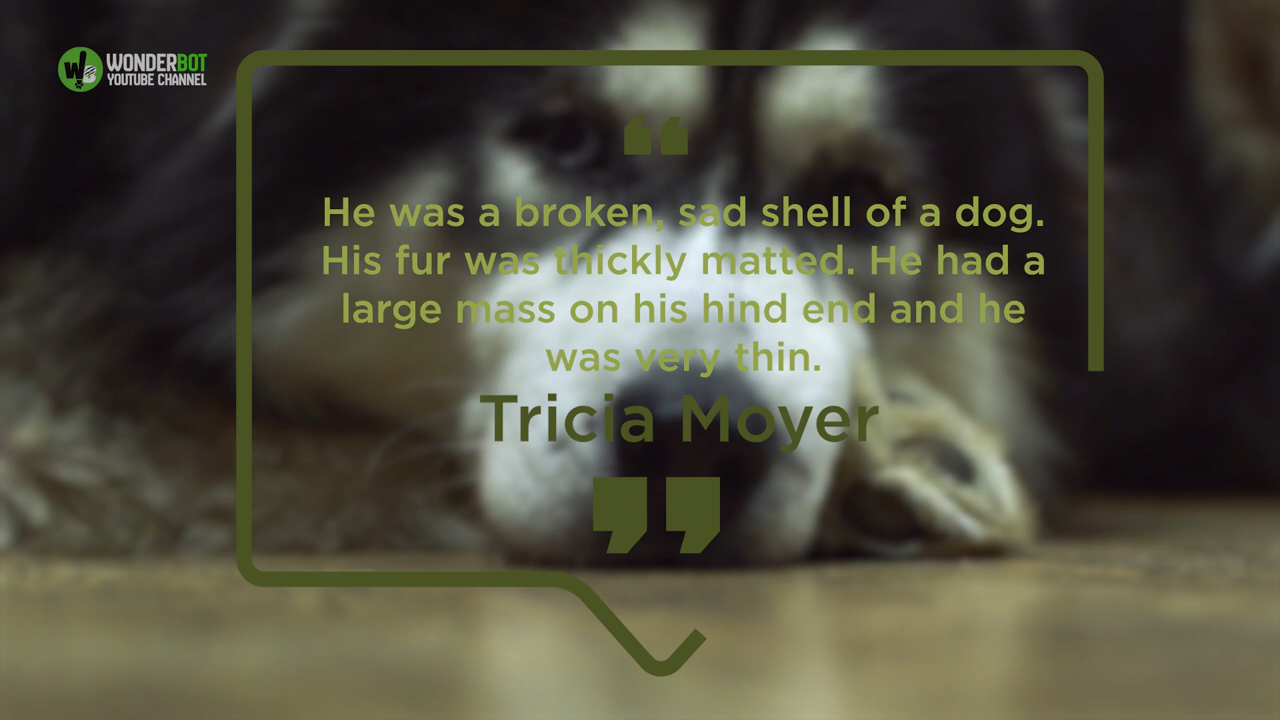 WONDERBOT
YOUTUBE CHANNEL
“
He was a broken, sad shell of a dog.
His fur was thickly matted. He had a
large mass on his hind end and he
was very thin.
Tricia Moyer
”